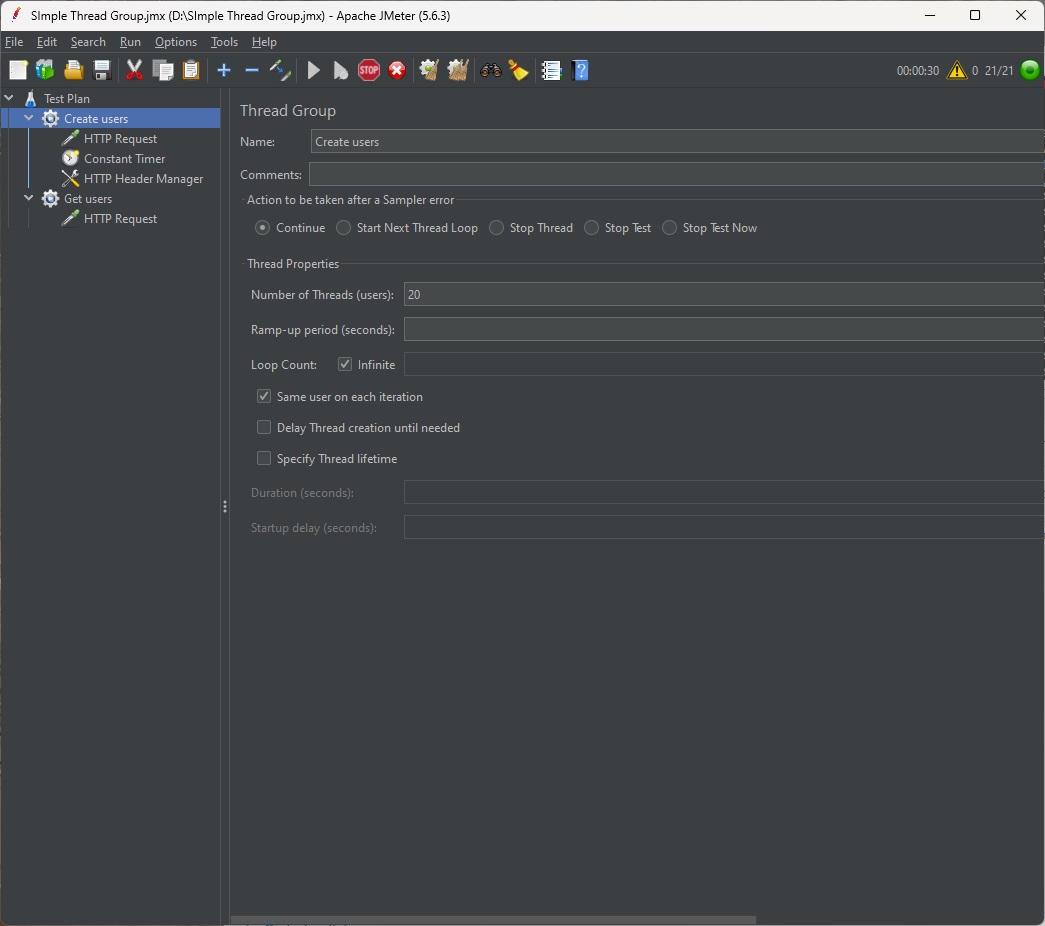 SImple Thread Group.jmx (D:\SImple Thread Group.jmx) - Apache JMeter (5.6.3)
File Edit Search Run Options Tools Help
STOP ? 00:00:30 0 21/21
Test Plan
Create users
HTTP Request
Constant Timer
HTTP Header Manager
Get users
HTTP Request
Thread Group
Name: Create users
Comments:
Action to be taken after a Sampler error
Continue Start Next Thread Loop Stop Thread Stop Test Stop Test Now
Thread Properties
Number of Threads (users): 20
Ramp-up period (seconds):
Loop Count: Infinite
Same user on each iteration
Delay Thread creation until needed
Specify Thread lifetime
Duration (seconds):
Startup delay (seconds):